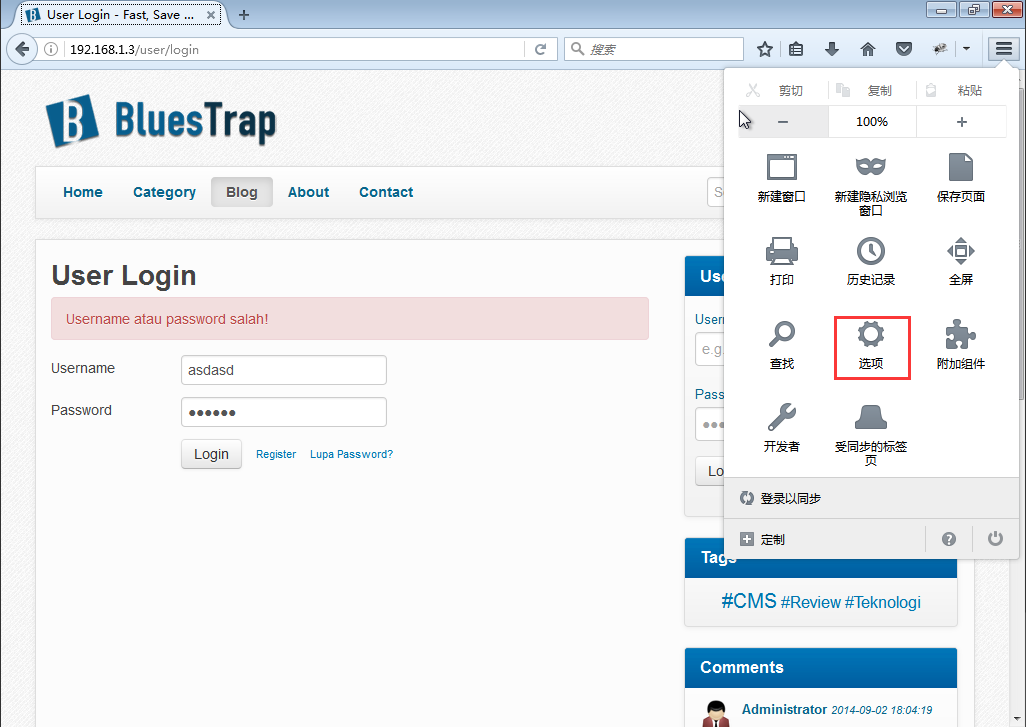 User Login - Fast, Save ...
192.168.1.3/user/login
搜索
BluesTrap
Home Category Blog About Contact
S
User Login
Username atau password salah!
Username asdasd
Password
Login Register Lupa Password?
Use
Usern
e.g.
Pass
Lo
剪切 复制 粘贴
100%
新建窗口 新建隐私浏览窗口 保存页面
打印 历史记录 全屏
查找 选项 附加组件
开发者 受同步的标签页
登录以同步
定制
Tags
#CMS #Review #Teknologi
Comments
Administrator 2014-09-02 18:04:19